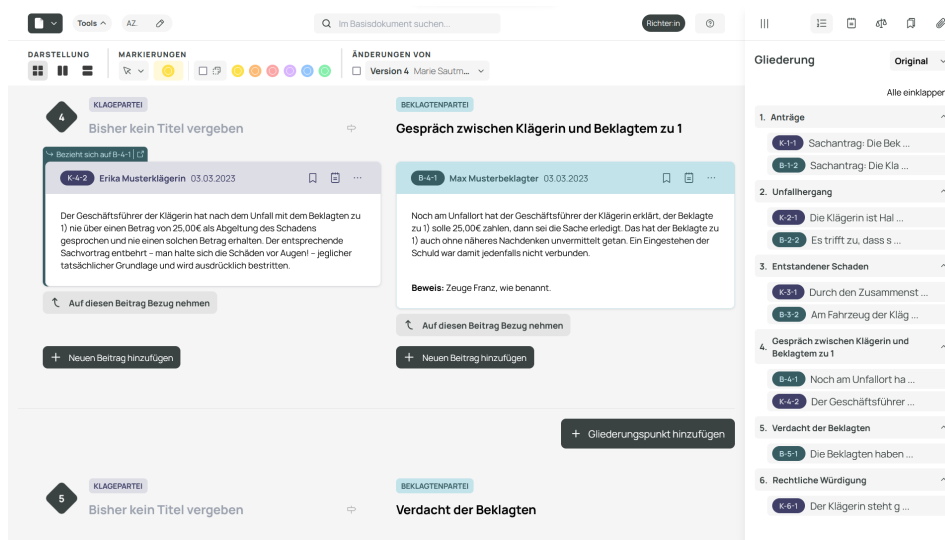 Tools
AZ.
Im Basisdokument suchen...
Richter:in
DARSTELLUNG
MARKIERUNGEN
ÄNDERUNGEN VON
Version 4 Marie Sautm...
4
KLAGEPARTEI
Bisher kein Titel vergeben
BEKLAGTENPARTEI
Gespräch zwischen Klägerin und Beklagtem zu 1
Bezieht sich auf B-4-1
K-4-2 Erika Musterklägerin 03.03.2023
Der Geschäftsführer der Klägerin hat nach dem Unfall mit dem Beklagten zu
1) nie über einen Betrag von 25,00€ als Abgeltung des Schadens
gesprochen und nie einen solchen Betrag erhalten. Der entsprechende
Sachvortrag entbehrt – man halte sich die Schäden vor Augen! – jeglicher
tatsächlicher Grundlage und wird ausdrücklich bestritten.
Auf diesen Beitrag Bezug nehmen
Neuen Beitrag hinzufügen
B-4-1 Max Musterbeklagter 03.03.2023
Noch am Unfallort hat der Geschäftsführer der Klägerin erklärt, der Beklagte
zu 1) solle 25,00€ zahlen, dann sei die Sache erledigt. Das hat der Beklagte zu
1) auch ohne näheres Nachdenken unvermittelt getan. Ein Eingestehen der
Schuld war damit jedenfalls nicht verbunden.
Beweis: Zeuge Franz, wie benannt.
Auf diesen Beitrag Bezug nehmen
Neuen Beitrag hinzufügen
Gliederungspunkt hinzufügen
5
KLAGEPARTEI
Bisher kein Titel vergeben
BEKLAGTENPARTEI
Verdacht der Beklagten
Gliederung
Original
Alle einklappen
1. Anträge
K-1-1 Sachantrag: Die Bek ...
B-1-2 Sachantrag: Die Kla ...
2. Unfallhergang
K-2-1 Die Klägerin ist Hal ...
B-2-2 Es trifft zu, dass s ...
3. Entstandener Schaden
K-3-1 Durch den Zusammenst ...
B-3-2 Am Fahrzeug der Kläg ...
4. Gespräch zwischen Klägerin und
Beklagtem zu 1
B-4-1 Noch am Unfallort ha ...
K-4-2 Der Geschäftsführer ...
5. Verdacht der Beklagten
B-5-1 Die Beklagten haben ...
6. Rechtliche Würdigung
K-6-1 Der Klägerin steht g ...